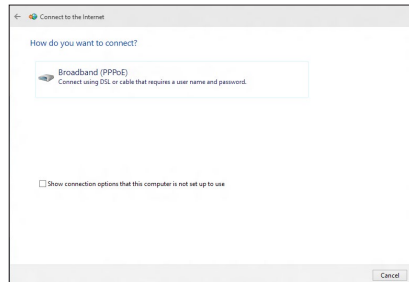 Connect to the Internet
How do you want to connect?
Broadband (PPPoE)
Connect using DSL or cable that requires a user name and password.
Show connection options that this computer is not set up to use
Cancel